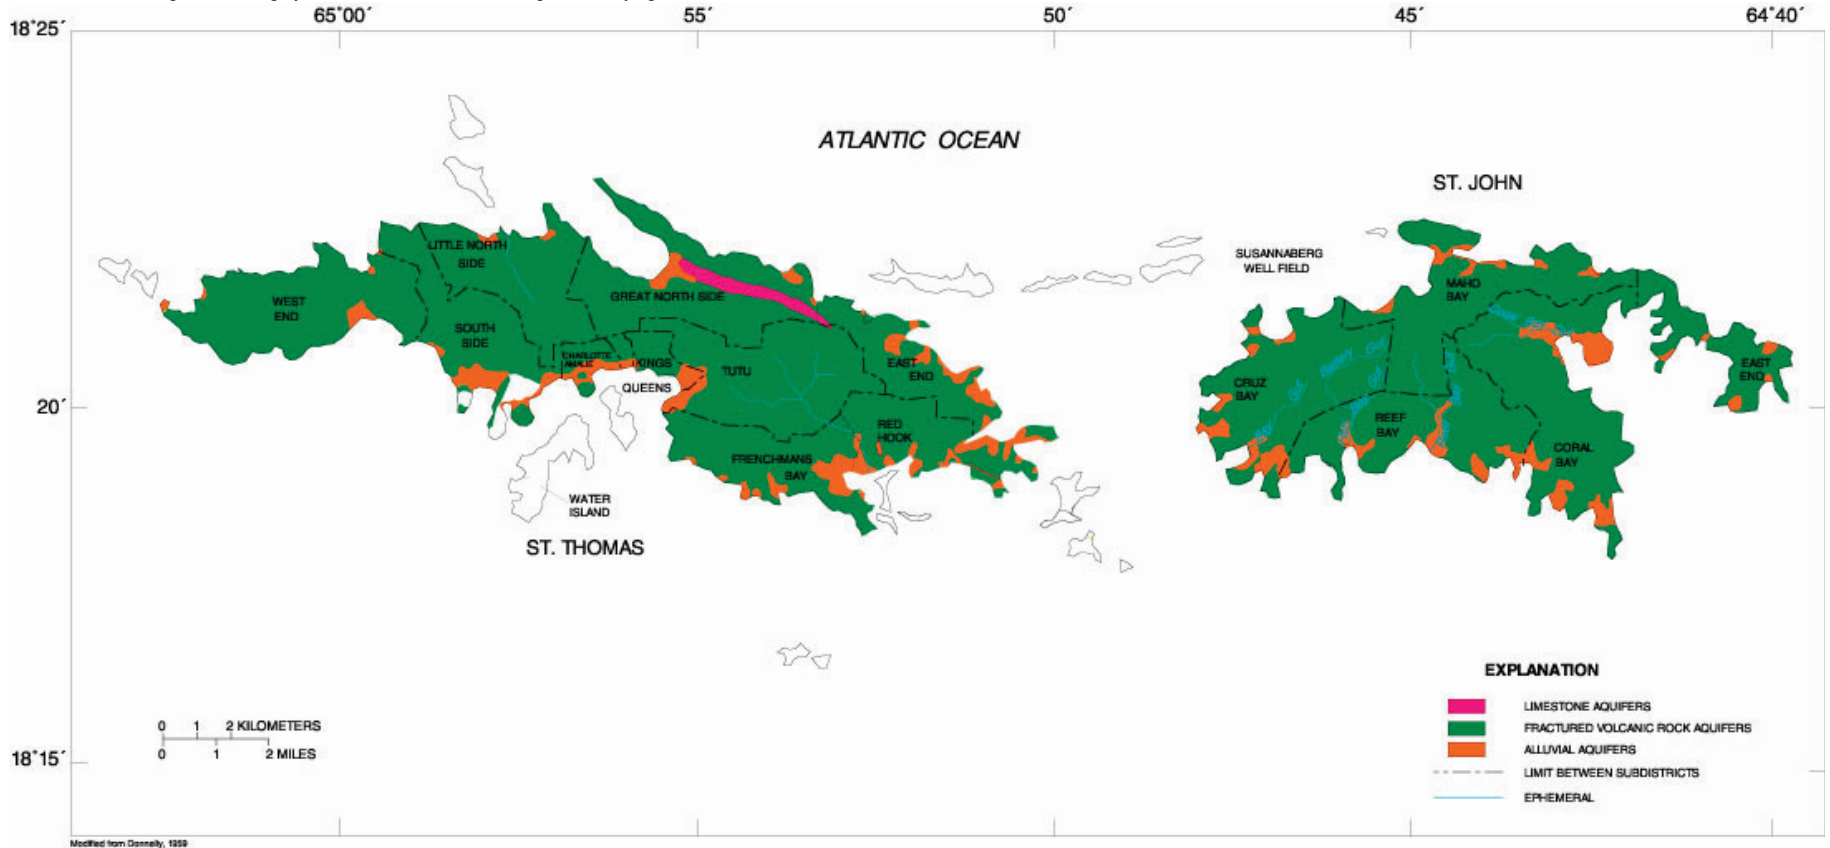 65°00´ 55´ 50´ 45´ 64°40´
18°25´
ATLANTIC OCEAN
ST. JOHN
LITTLE NORTH
SIDE
SUSANNABERG
WELL FIELD
MAHO
BAY
WEST
END
GREAT NORTH SIDE
SOUTH
SIDE
CHARLOTTE
AMALIE
KINGS
TUTU
EAST
END
EAST
END
QUEENS
CRUZ
BAY
20´
REEF
BAY
RED
HOOK
CORAL
BAY
FRENCHMANS
BAY
WATER
ISLAND
ST. THOMAS
EXPLANATION
LIMESTONE AQUIFERS
FRACTURED VOLCANIC ROCK AQUIFERS
ALLUVIAL AQUIFERS
LIMIT BETWEEN SUBDISTRICTS
EPHEMERAL
0 1 2 KILOMETERS
0 1 2 MILES
18°15´
Modified from Donnelly, 1959